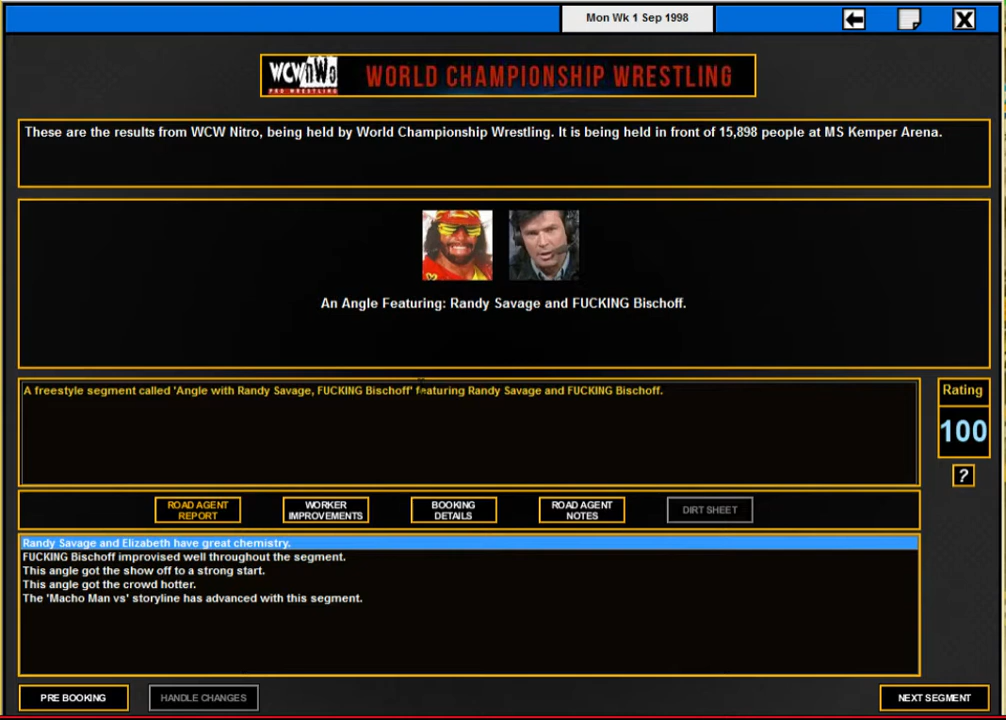 Mon Wk 1 Sep 1998
WCW nWo WORLD CHAMPIONSHIP WRESTLING
PRO WRESTLING
These are the results from WCW Nitro, being held by World Championship Wrestling. It is being held in front of 15,898 people at MS Kemper Arena.
An Angle Featuring: Randy Savage and FUCKING Bischoff.
A freestyle segment called 'Angle with Randy Savage, FUCKING Bischoff' featuring Randy Savage and FUCKING Bischoff.
Rating
100
?
ROAD AGENT REPORT
WORKER IMPROVEMENTS
BOOKING DETAILS
ROAD AGENT NOTES
DIRT SHEET
Randy Savage and Elizabeth have great chemistry.
FUCKING Bischoff improvised well throughout the segment.
This angle got the show off to a strong start.
This angle got the crowd hotter.
The 'Macho Man vs' storyline has advanced with this segment.
PRE BOOKING
HANDLE CHANGES
NEXT SEGMENT